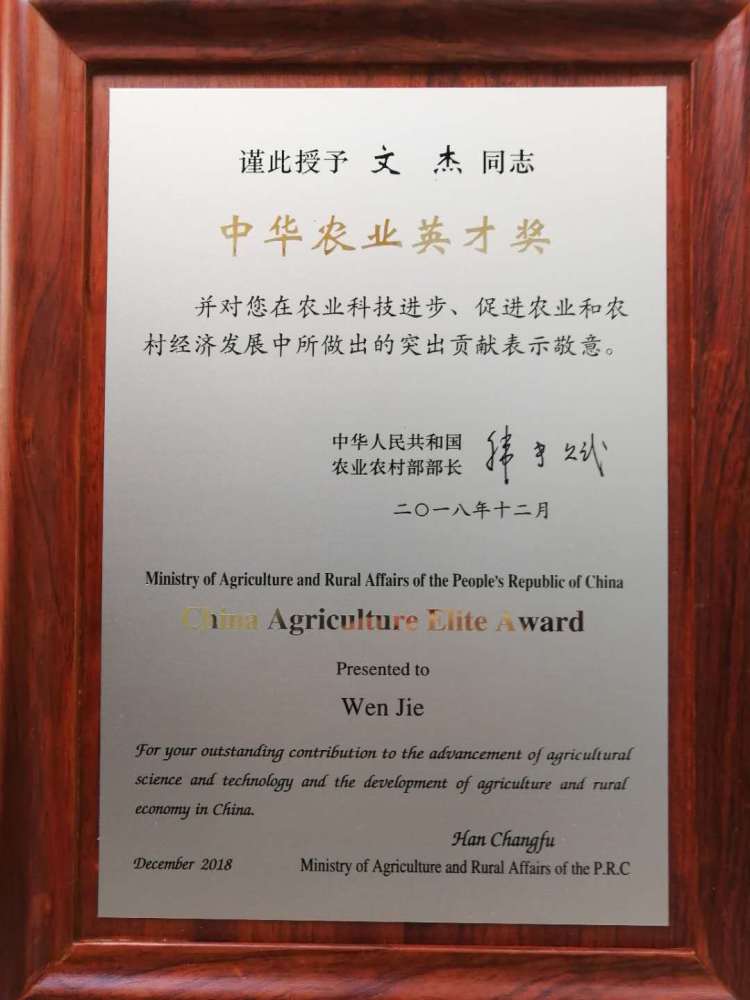 谨此授予 文 杰 同志
中华农业英才奖
并对您在农业科技进步、促进农业和农
村经济发展中所做出的突出贡献表示敬意。
中华人民共和国
农业农村部部长 韩长赋
二〇一八年十二月
Ministry of Agriculture and Rural Affairs of the People's Republic of China
China Agriculture Elite Award
Presented to
Wen Jie
For your outstanding contribution to the advancement of agricultural
science and technology and the development of agriculture and rural
economy in China.
Han Changfu
December 2018 Ministry of Agriculture and Rural Affairs of the P.R.C